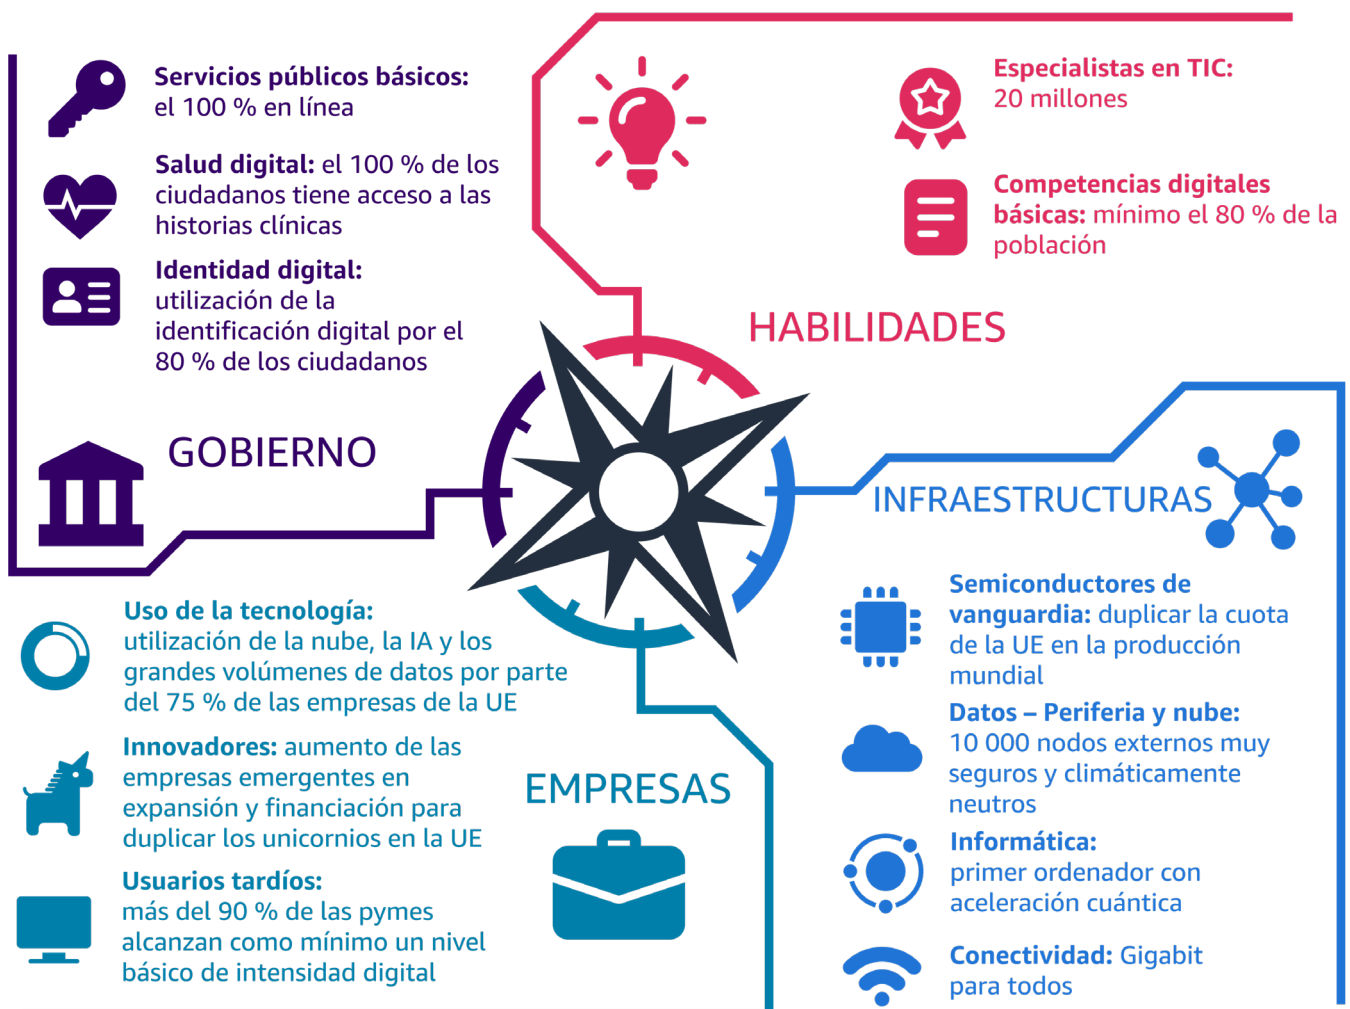 Servicios públicos básicos:
el 100 % en línea
Salud digital: el 100 % de los
ciudadanos tiene acceso a las
historias clínicas
Identidad digital:
utilización de la
identificación digital por el
80 % de los ciudadanos
GOBIERNO
Especialistas en TIC:
20 millones
Competencias digitales
básicas: mínimo el 80 % de la
población
HABILIDADES
INFRAESTRUCTURAS
Semiconductores de
vanguardia: duplicar la cuota
de la UE en la producción
mundial
Datos – Periferia y nube:
10 000 nodos externos muy
seguros y climáticamente
neutros
Informática:
primer ordenador con
aceleración cuántica
Conectividad: Gigabit
para todos
Uso de la tecnología:
utilización de la nube, la IA y los
grandes volúmenes de datos por parte
del 75 % de las empresas de la UE
Innovadores: aumento de las
empresas emergentes en
expansión y financiación para
duplicar los unicornios en la UE
Usuarios tardíos:
más del 90 % de las pymes
alcanzan como mínimo un nivel
básico de intensidad digital
EMPRESAS